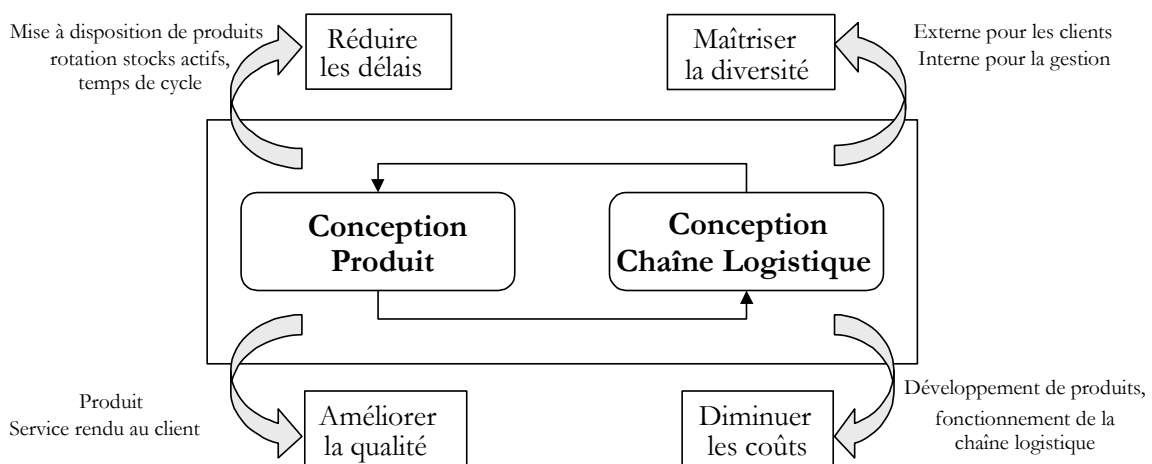 Mise à disposition de produits
rotation stocks actifs,
temps de cycle
Réduire
les délais
Maîtriser
la diversité
Externe pour les clients
Interne pour la gestion
Conception
Produit
Conception
Chaîne Logistique
Produit
Service rendu au client
Améliorer
la qualité
Diminuer
les coûts
Développement de produits,
fonctionnement de la
chaîne logistique